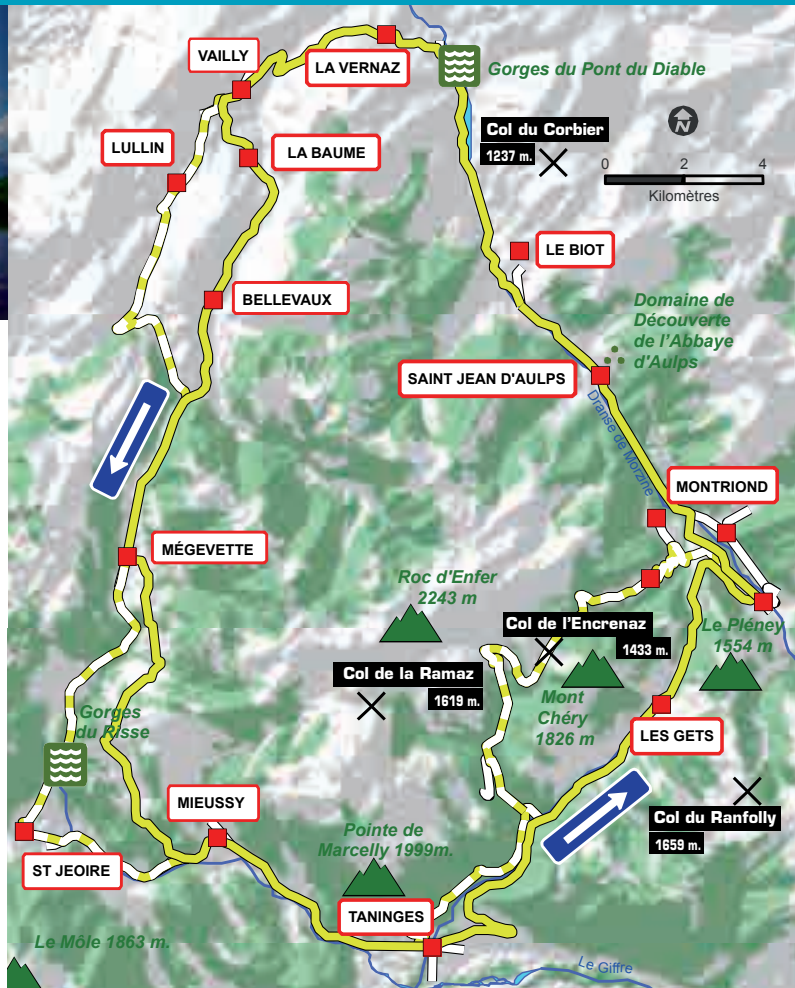 VAILLY
LA VERNAZ
Gorges du Pont du Diable
Col du Corbier
1237 m.
N
0 2 4
Kilomètres
LULLIN
LA BAUME
LE BIOT
BELLEVAUX
Domaine de
Découverte
de l'Abbaye
d'Aulps
SAINT JEAN D'AULPS
Dranse de Morzine
MONTRIOND
MÉGEVETTE
Roc d'Enfer
2243 m
Col de l'Encrenaz
1433 m.
Le Pléney
1554 m
Col de la Ramaz
1619 m.
Mont
Chéry
1826 m
Gorges
du Risse
LES GETS
MIEUSSY
Col du Ranfolly
1659 m.
Pointe de
Marcelly 1999m.
ST JEOIRE
TANINGES
Le Môle 1863 m.
Le Giffre